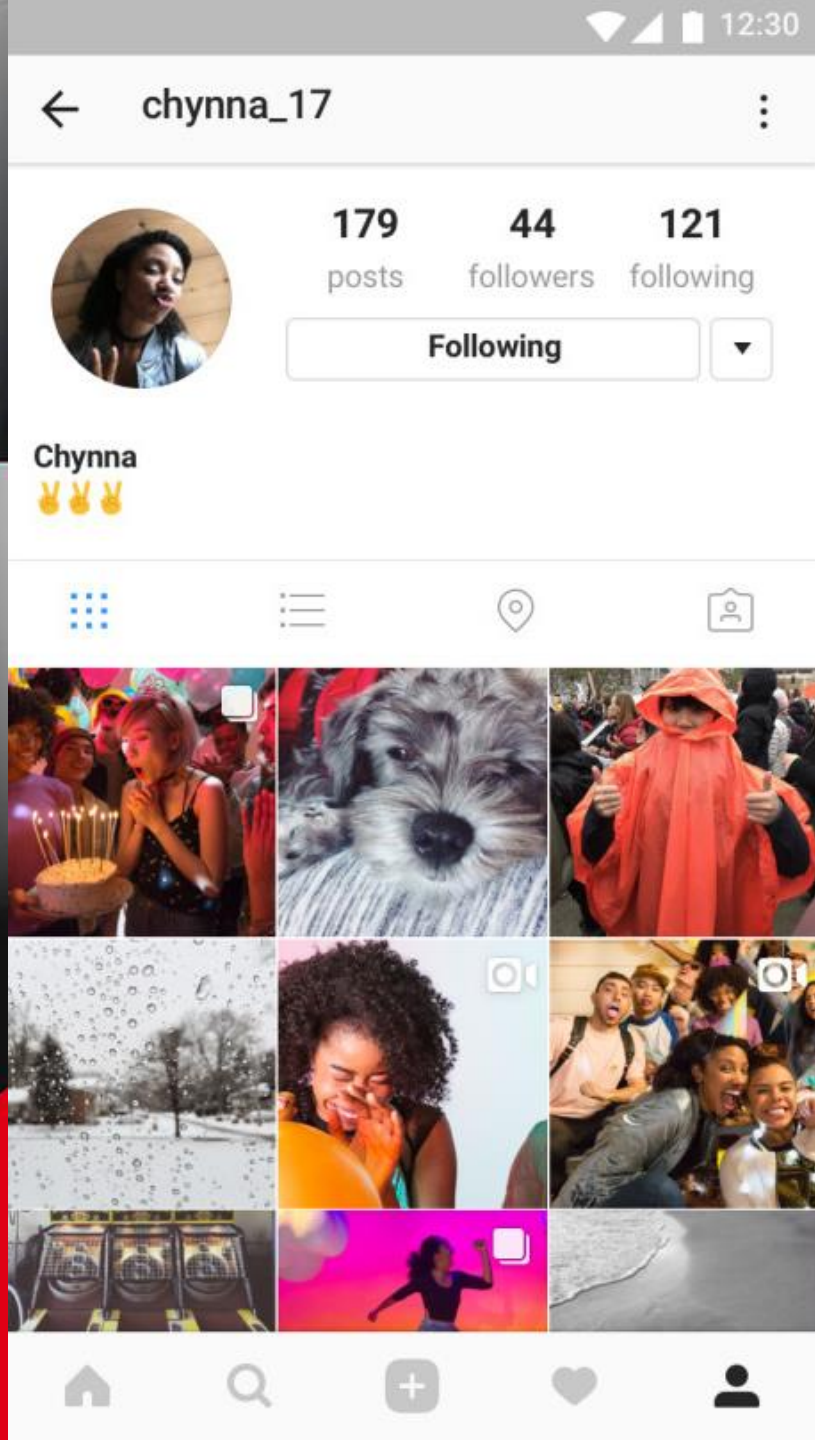 12:30
chynna_17
179 44 121
posts followers following
Following
Chynna
✌✌✌